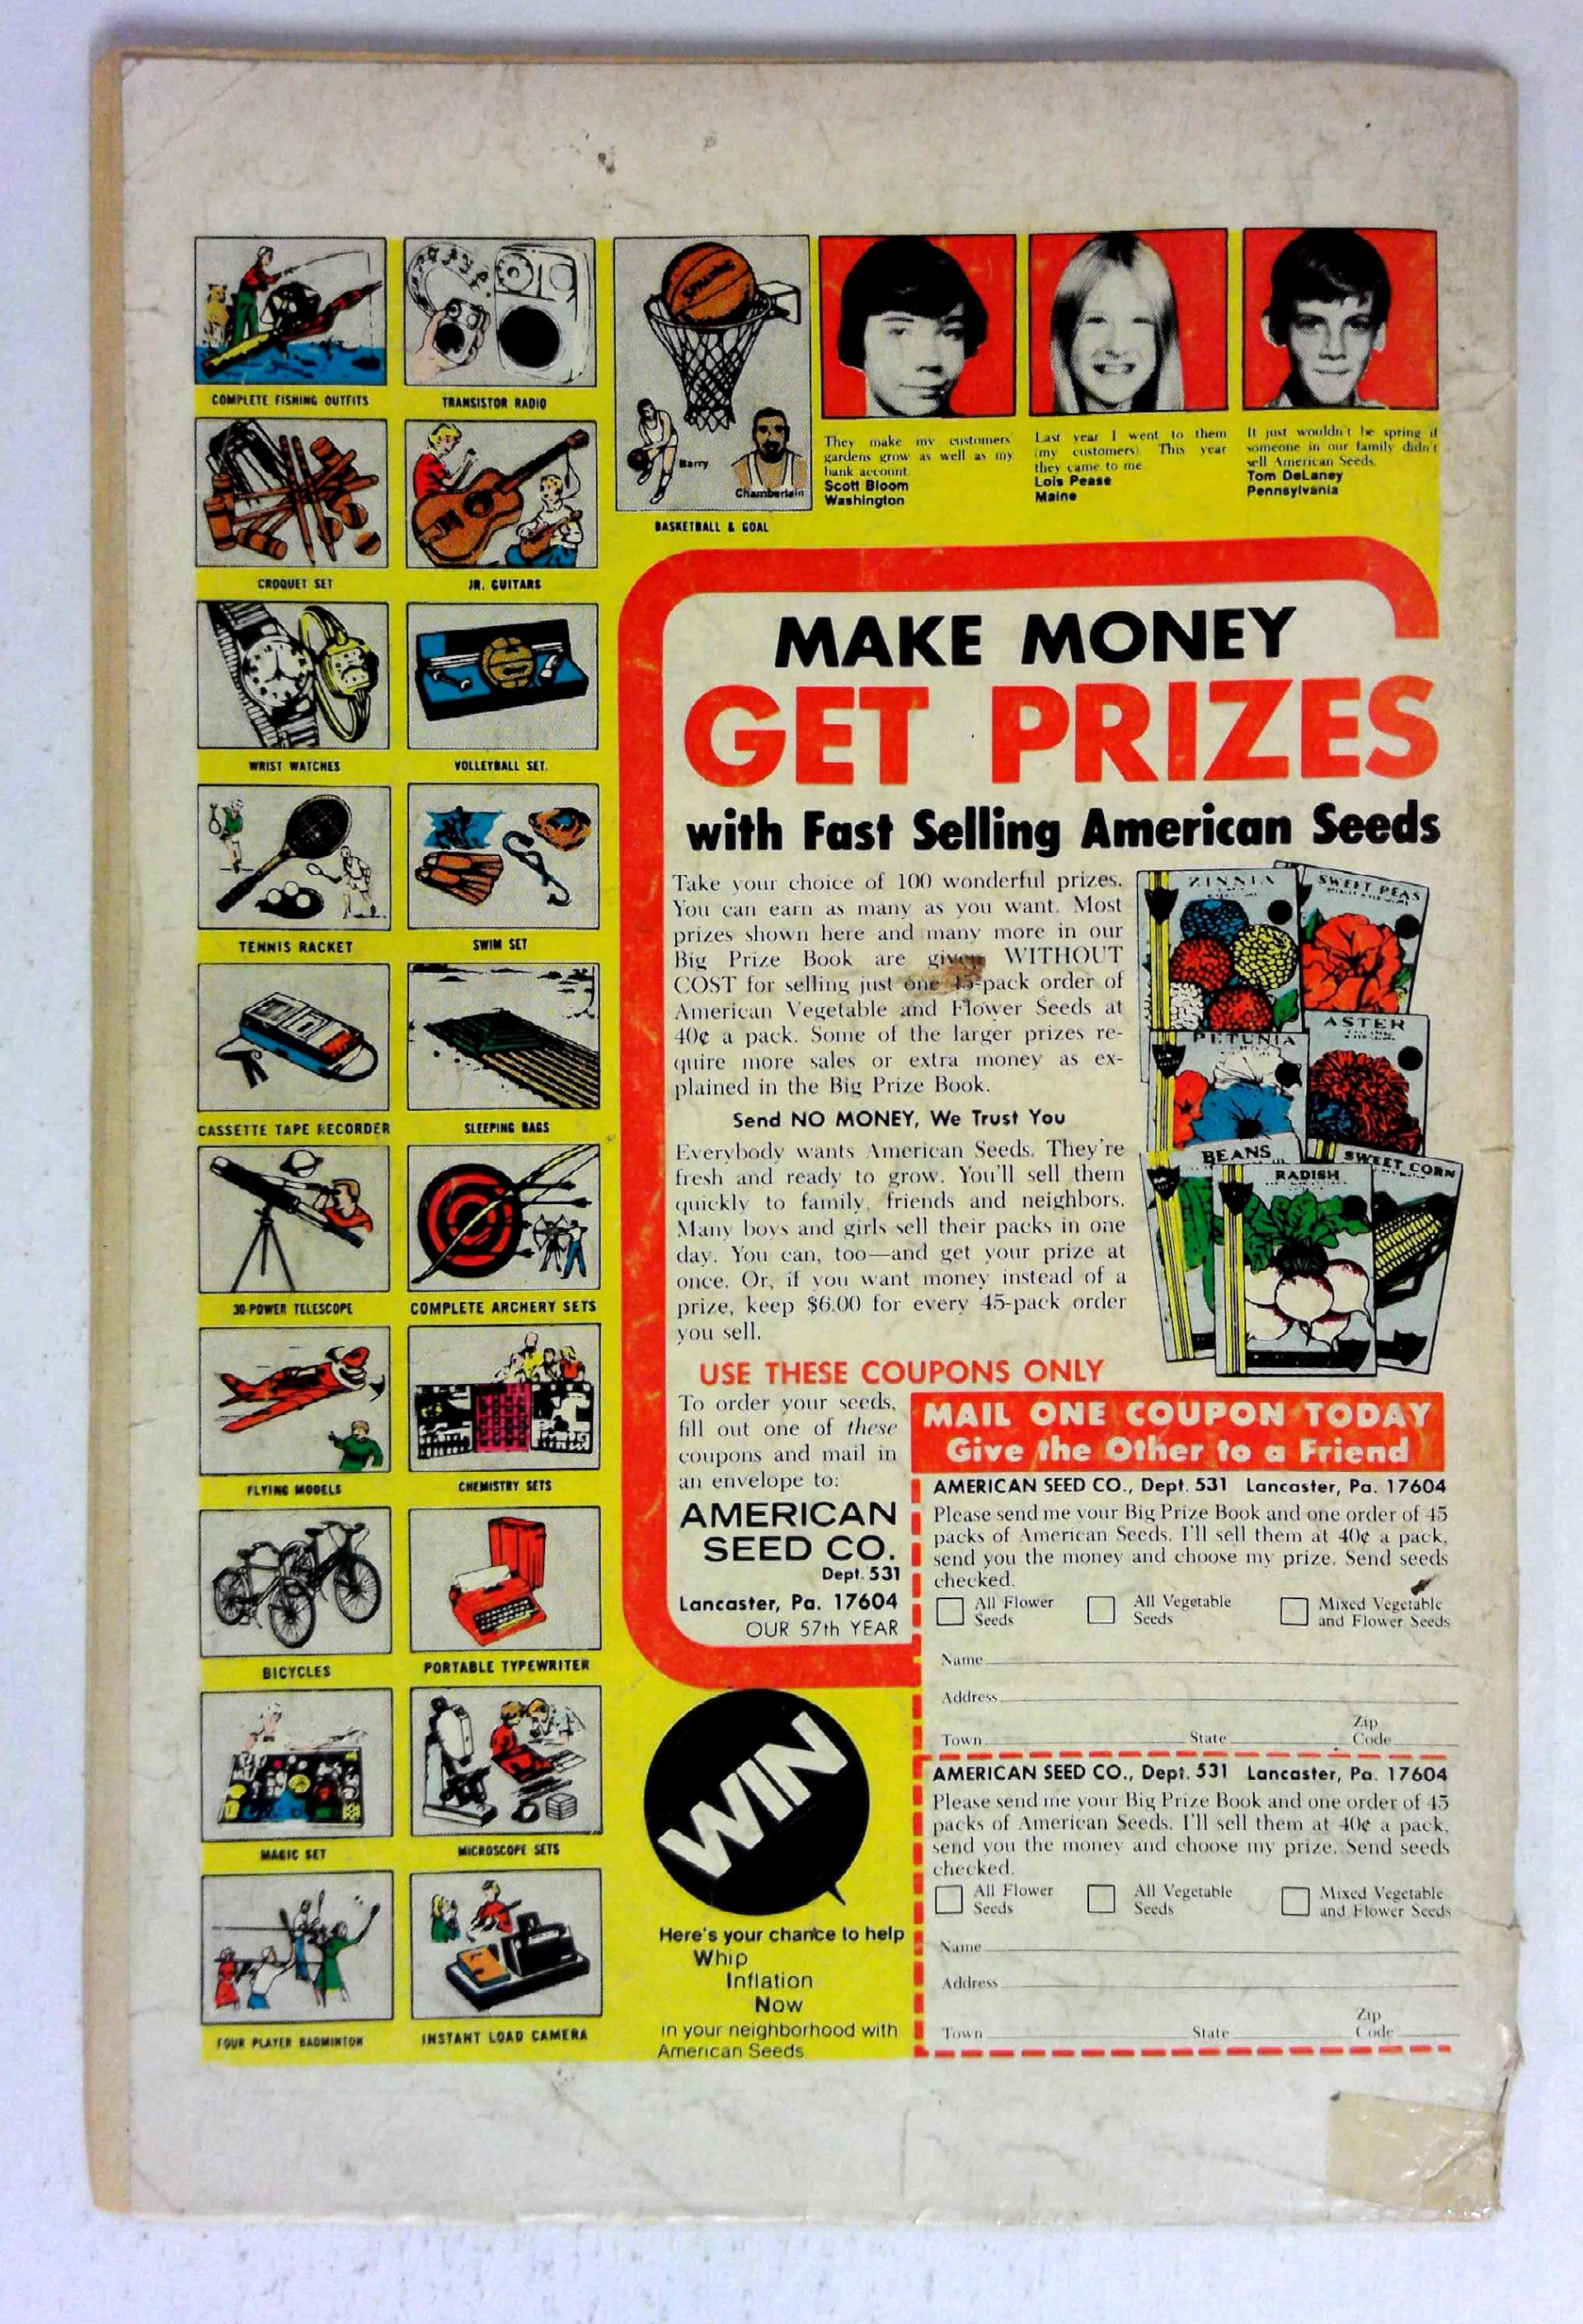 COMPLETE FISHING OUTFITS
TRANSISTOR RADIO
CROQUET SET
JR. GUITARS
WRIST WATCHES
VOLLEYBALL SET.
TENNIS RACKET
SWIM SET
CASSETTE TAPE RECORDER
SLEEPING BAGS
30-POWER TELESCOPE
COMPLETE ARCHERY SETS
FLYING MODELS
CHEMISTRY SETS
BICYCLES
PORTABLE TYPEWRITER
MAGIC SET
MICROSCOPE SETS
FOUR PLAYER BADMINTON
INSTANT LOAD CAMERA
SPALDING
Barry
Chamberlain
BASKETBALL & GOAL
They make my customers'
gardens grow as well as my
bank account.
Scott Bloom
Washington
Last year I went to them
(my customers). This year
they came to me.
Lois Pease
Maine
It just wouldn't be spring if
someone in our family didn't
sell American Seeds.
Tom DeLaney
Pennsylvania
MAKE MONEY
GET PRIZES
with Fast Selling American Seeds
Take your choice of 100 wonderful prizes.
You can earn as many as you want. Most
prizes shown here and many more in our
Big Prize Book are given WITHOUT
COST for selling just one 45-pack order of
American Vegetable and Flower Seeds at
40¢ a pack. Some of the larger prizes re-
quire more sales or extra money as ex-
plained in the Big Prize Book.
Send NO MONEY, We Trust You
Everybody wants American Seeds. They're
fresh and ready to grow. You'll sell them
quickly to family, friends and neighbors.
Many boys and girls sell their packs in one
day. You can, too—and get your prize at
once. Or, if you want money instead of a
prize, keep $6.00 for every 45-pack order
you sell.
ZINNIA
SWEET PEAS
PETUNIA
ASTER
BEANS
RADISH
SWEET CORN
USE THESE COUPONS ONLY
To order your seeds,
fill out one of these
coupons and mail in
an envelope to:
AMERICAN
SEED CO.
Dept. 531
Lancaster, Pa. 17604
OUR 57th YEAR
MAIL ONE COUPON TODAY
Give the Other to a Friend
AMERICAN SEED CO., Dept. 531 Lancaster, Pa. 17604
Please send me your Big Prize Book and one order of 45
packs of American Seeds. I'll sell them at 40¢ a pack,
send you the money and choose my prize. Send seeds
checked.
All Flower Seeds
All Vegetable Seeds
Mixed Vegetable and Flower Seeds
Name
Address
Town State Zip Code
AMERICAN SEED CO., Dept. 531 Lancaster, Pa. 17604
Please send me your Big Prize Book and one order of 45
packs of American Seeds. I'll sell them at 40¢ a pack,
send you the money and choose my prize. Send seeds
checked.
All Flower Seeds
All Vegetable Seeds
Mixed Vegetable and Flower Seeds
Name
Address
Town State Zip Code
WIN
Here's your chance to help
Whip
Inflation
Now
in your neighborhood with
American Seeds